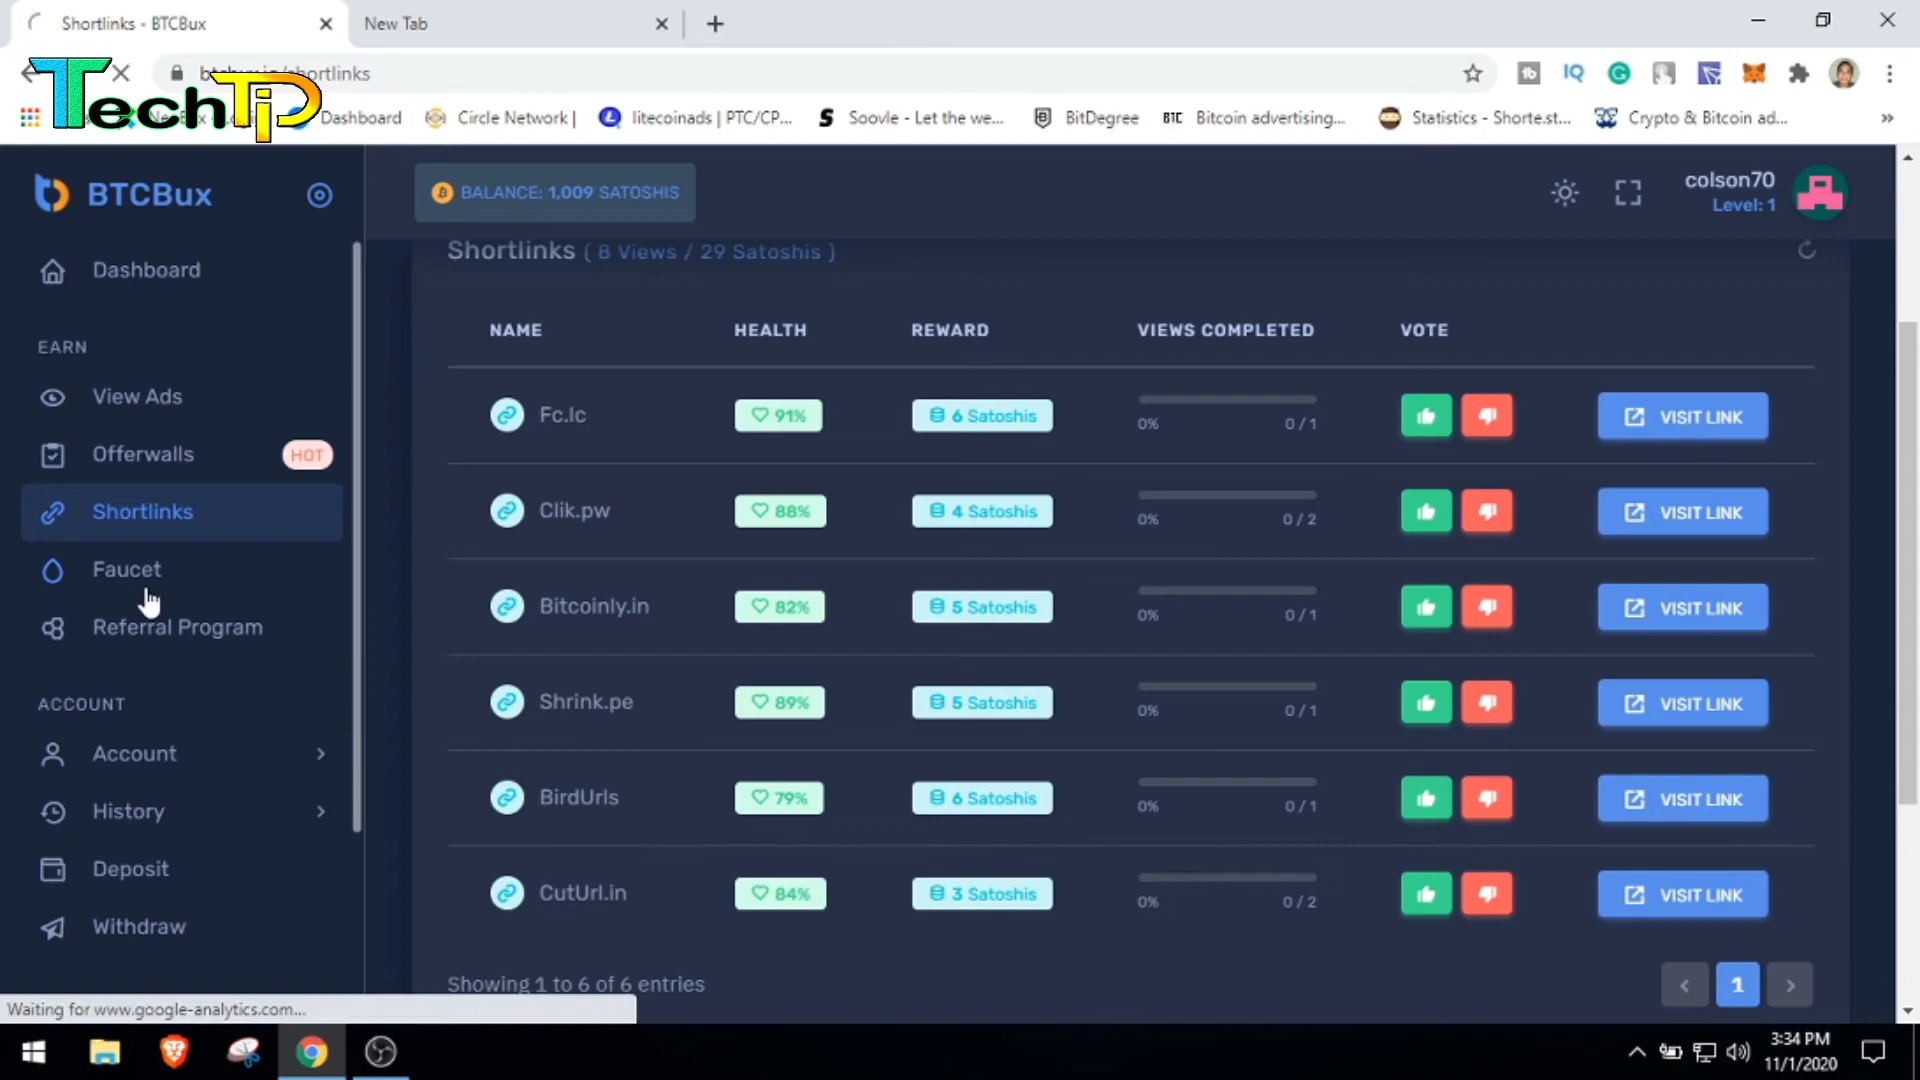 Shortlinks - BTCBux
New Tab
TechTip
/shortlinks
Dashboard
Circle Network |
litecoinads | PTC/CP...
Soovle - Let the we...
BitDegree
BTC Bitcoin advertising...
Statistics - Shorte.st...
Crypto & Bitcoin ad...
BTCBux
BALANCE: 1,009 SATOSHIS
colson70
Level: 1
Dashboard
EARN
View Ads
Offerwalls HOT
Shortlinks
Faucet
Referral Program
ACCOUNT
Account
History
Deposit
Withdraw
Shortlinks ( 8 Views / 29 Satoshis )
NAME HEALTH REWARD VIEWS COMPLETED VOTE
Fc.lc 91% 6 Satoshis 0% 0 / 1 VISIT LINK
Clik.pw 88% 4 Satoshis 0% 0 / 2 VISIT LINK
Bitcoinly.in 82% 5 Satoshis 0% 0 / 1 VISIT LINK
Shrink.pe 89% 5 Satoshis 0% 0 / 1 VISIT LINK
BirdUrls 79% 6 Satoshis 0% 0 / 1 VISIT LINK
CutUrl.in 84% 3 Satoshis 0% 0 / 2 VISIT LINK
Showing 1 to 6 of 6 entries
1
Waiting for www.google-analytics.com...
3:34 PM
11/1/2020